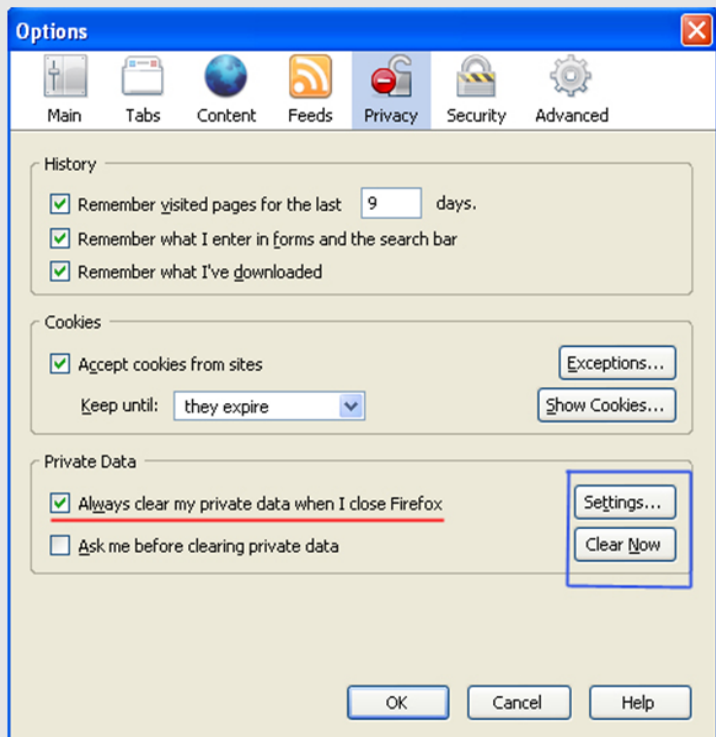 Options
Main Tabs Content Feeds Privacy Security Advanced
History
Remember visited pages for the last 9 days.
Remember what I enter in forms and the search bar
Remember what I've downloaded
Cookies
Accept cookies from sites Exceptions...
Keep until: they expire Show Cookies...
Private Data
Always clear my private data when I close Firefox Settings...
Ask me before clearing private data Clear Now
OK Cancel Help